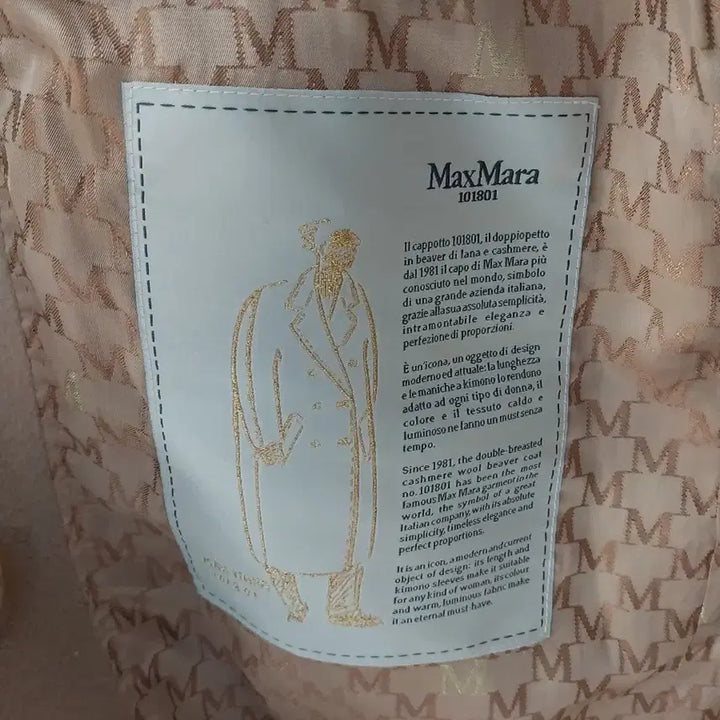 MaxMara
101801
Il cappotto 101801, il doppiopetto
in beaver di lana e cashmere, è
dal 1981 il capo di Max Mara più
conosciuto nel mondo, simbolo
di una grande azienda italiana,
grazie alla sua assoluta semplicità,
intramontabile eleganza e
perfezione di proporzioni.
È un'icona, un oggetto di design
moderno ed attuale: la lunghezza
e le maniche a kimono lo rendono
adatto ad ogni tipo di donna, il
colore e il tessuto caldo e
luminoso ne fanno un must senza
tempo.
Since 1981, the double-breasted
cashmere wool beaver coat
no. 101801 has been the most
famous Max Mara garment in the
world, the symbol of a great
Italian company, with its absolute
simplicity, timeless elegance and
perfect proportions.
It is an icon, a modern and current
object of design: its length and
kimono sleeves make it suitable
for any kind of woman, its colour
and warm, luminous fabric make
it an eternal must-have.
101801